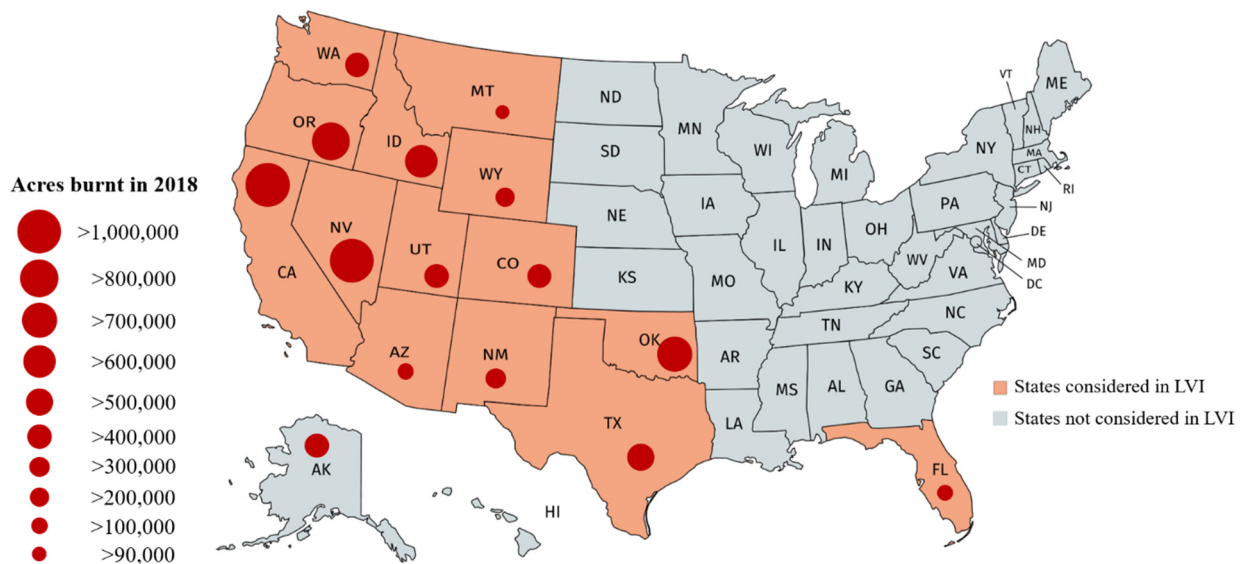 WA
MT
ND
MN
VT
ME
OR
ID
SD
WI
MI
NY
NH
MA
CT
RI
WY
Acres burnt in 2018
>1,000,000
>800,000
>700,000
>600,000
>500,000
>400,000
>300,000
>200,000
>100,000
>90,000
NE
IA
PA
NJ
NV
UT
CO
CA
KS
IL
IN
OH
DE
MD
DC
WV
VA
MO
KY
NC
TN
AZ
NM
OK
AR
SC
MS
AL
GA
TX
LA
States considered in LVI
States not considered in LVI
AK
HI
FL